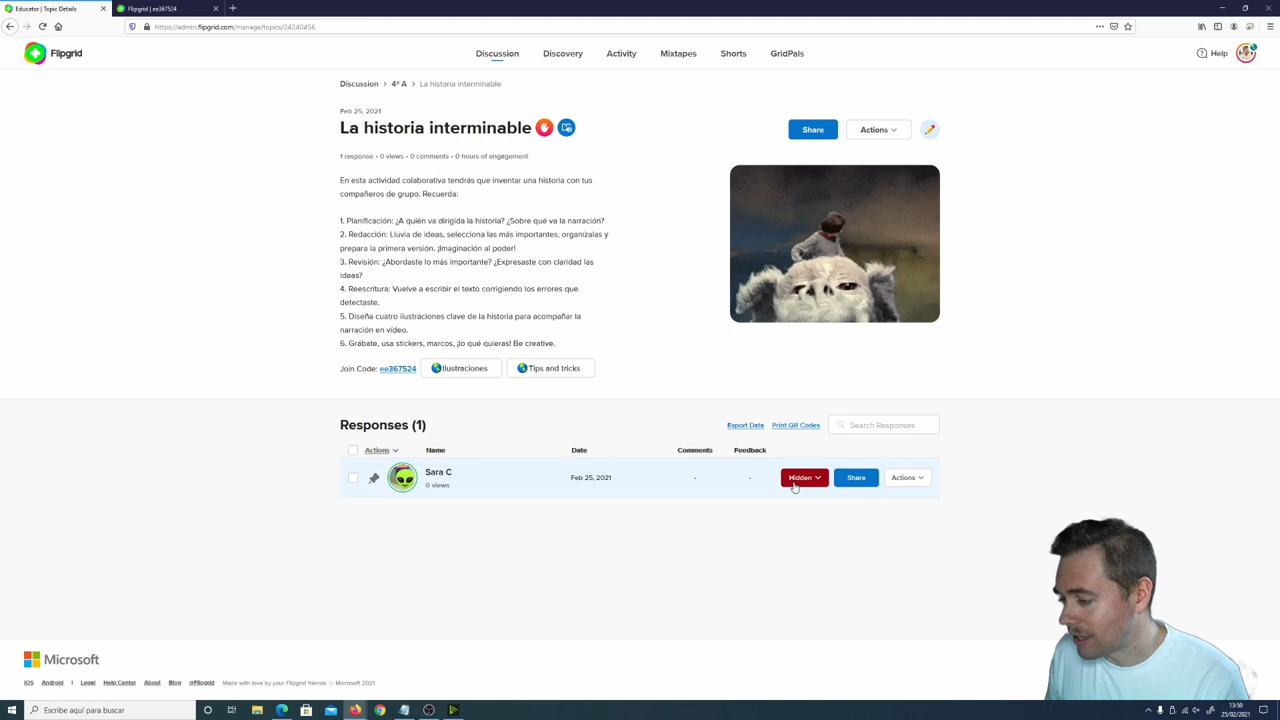 Educator | Topic Details
Flipgrid | ee367524
https://admin.flipgrid.com/manage/topics/24240456
Flipgrid
Discussion
Discovery
Activity
Mixtapes
Shorts
GridPals
Help
Discussion > 4º A > La historia interminable
Feb 25, 2021
La historia interminable
Share
Actions
1 response • 0 views • 0 comments • 0 hours of engagement
En esta actividad colaborativa tendrás que inventar una historia con tus
compañeros de grupo. Recuerda:
1. Planificación: ¿A quién va dirigida la historia? ¿Sobre qué va la narración?
2. Redacción: Lluvia de ideas, selecciona las más importantes, organízalas y
prepara la primera versión. ¡Imaginación al poder!
3. Revisión: ¿Abordaste lo más importante? ¿Expresaste con claridad las
ideas?
4. Reescritura: Vuelve a escribir el texto corrigiendo los errores que
detectaste.
5. Diseña cuatro ilustraciones clave de la historia para acompañar la
narración en vídeo.
6. Grábate, usa stickers, marcos, ¡lo que quieras! Be creative.
Join Code: ee367524
Ilustraciones
Tips and tricks
Responses (1)
Export Data
Print QR Codes
Search Responses
Actions
Name
Date
Comments
Feedback
Sara C
0 views
Feb 25, 2021
-
-
Hidden
Share
Actions
Microsoft
iOS
Android
|
Legal
Help Center
About
Blog
@Flipgrid
Made with love by your Flipgrid friends. © Microsoft 2021
Escribe aquí para buscar
13:50
25/02/2021